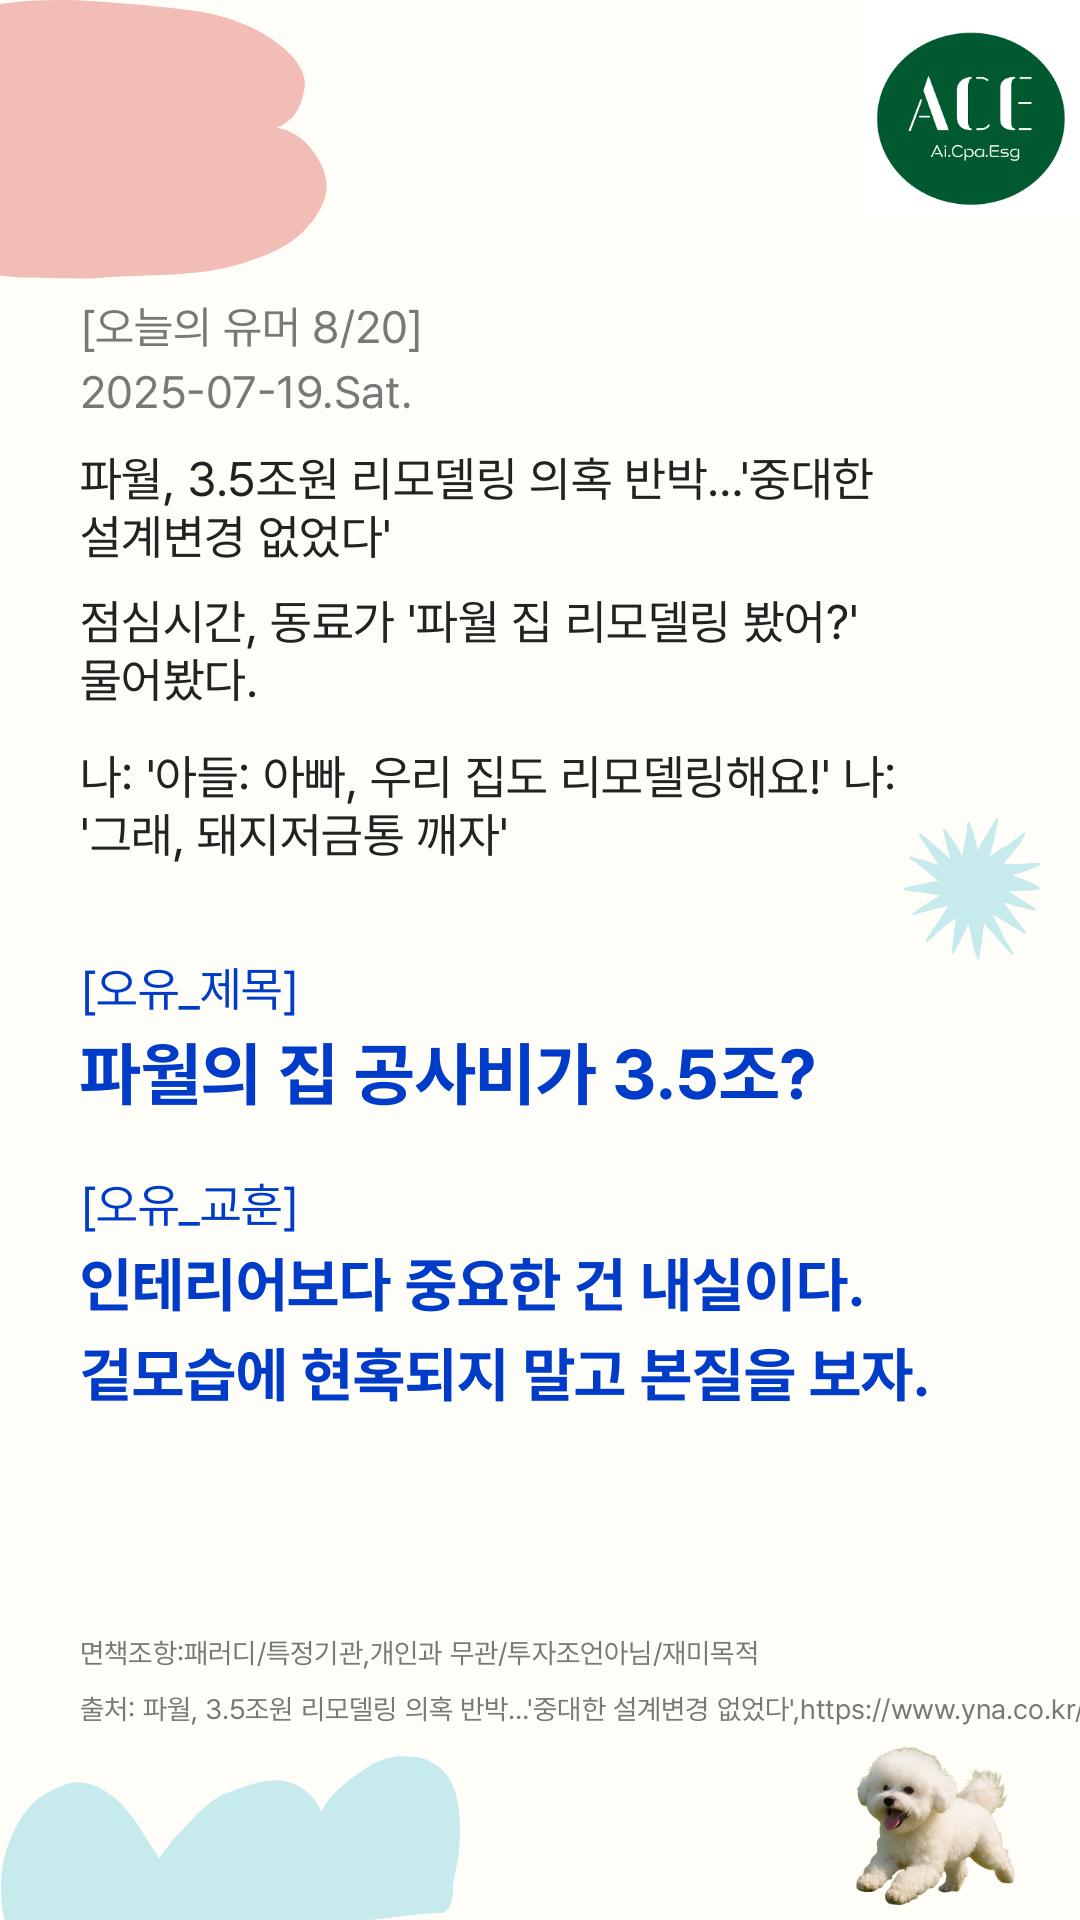 ACE
Ai.Cpa.Esg
[오늘의 유머 8/20]
2025-07-19.Sat.
파월, 3.5조원 리모델링 의혹 반박...'중대한
설계변경 없었다'
점심시간, 동료가 '파월 집 리모델링 봤어?'
물어봤다.
나: '아들: 아빠, 우리 집도 리모델링해요!' 나:
'그래, 돼지저금통 깨자'
[오유_제목]
파월의 집 공사비가 3.5조?
[오유_교훈]
인테리어보다 중요한 건 내실이다.
겉모습에 현혹되지 말고 본질을 보자.
면책조항:패러디/특정기관,개인과 무관/투자조언아님/재미목적
출처: 파월, 3.5조원 리모델링 의혹 반박...'중대한 설계변경 없었다',https://www.yna.co.kr/